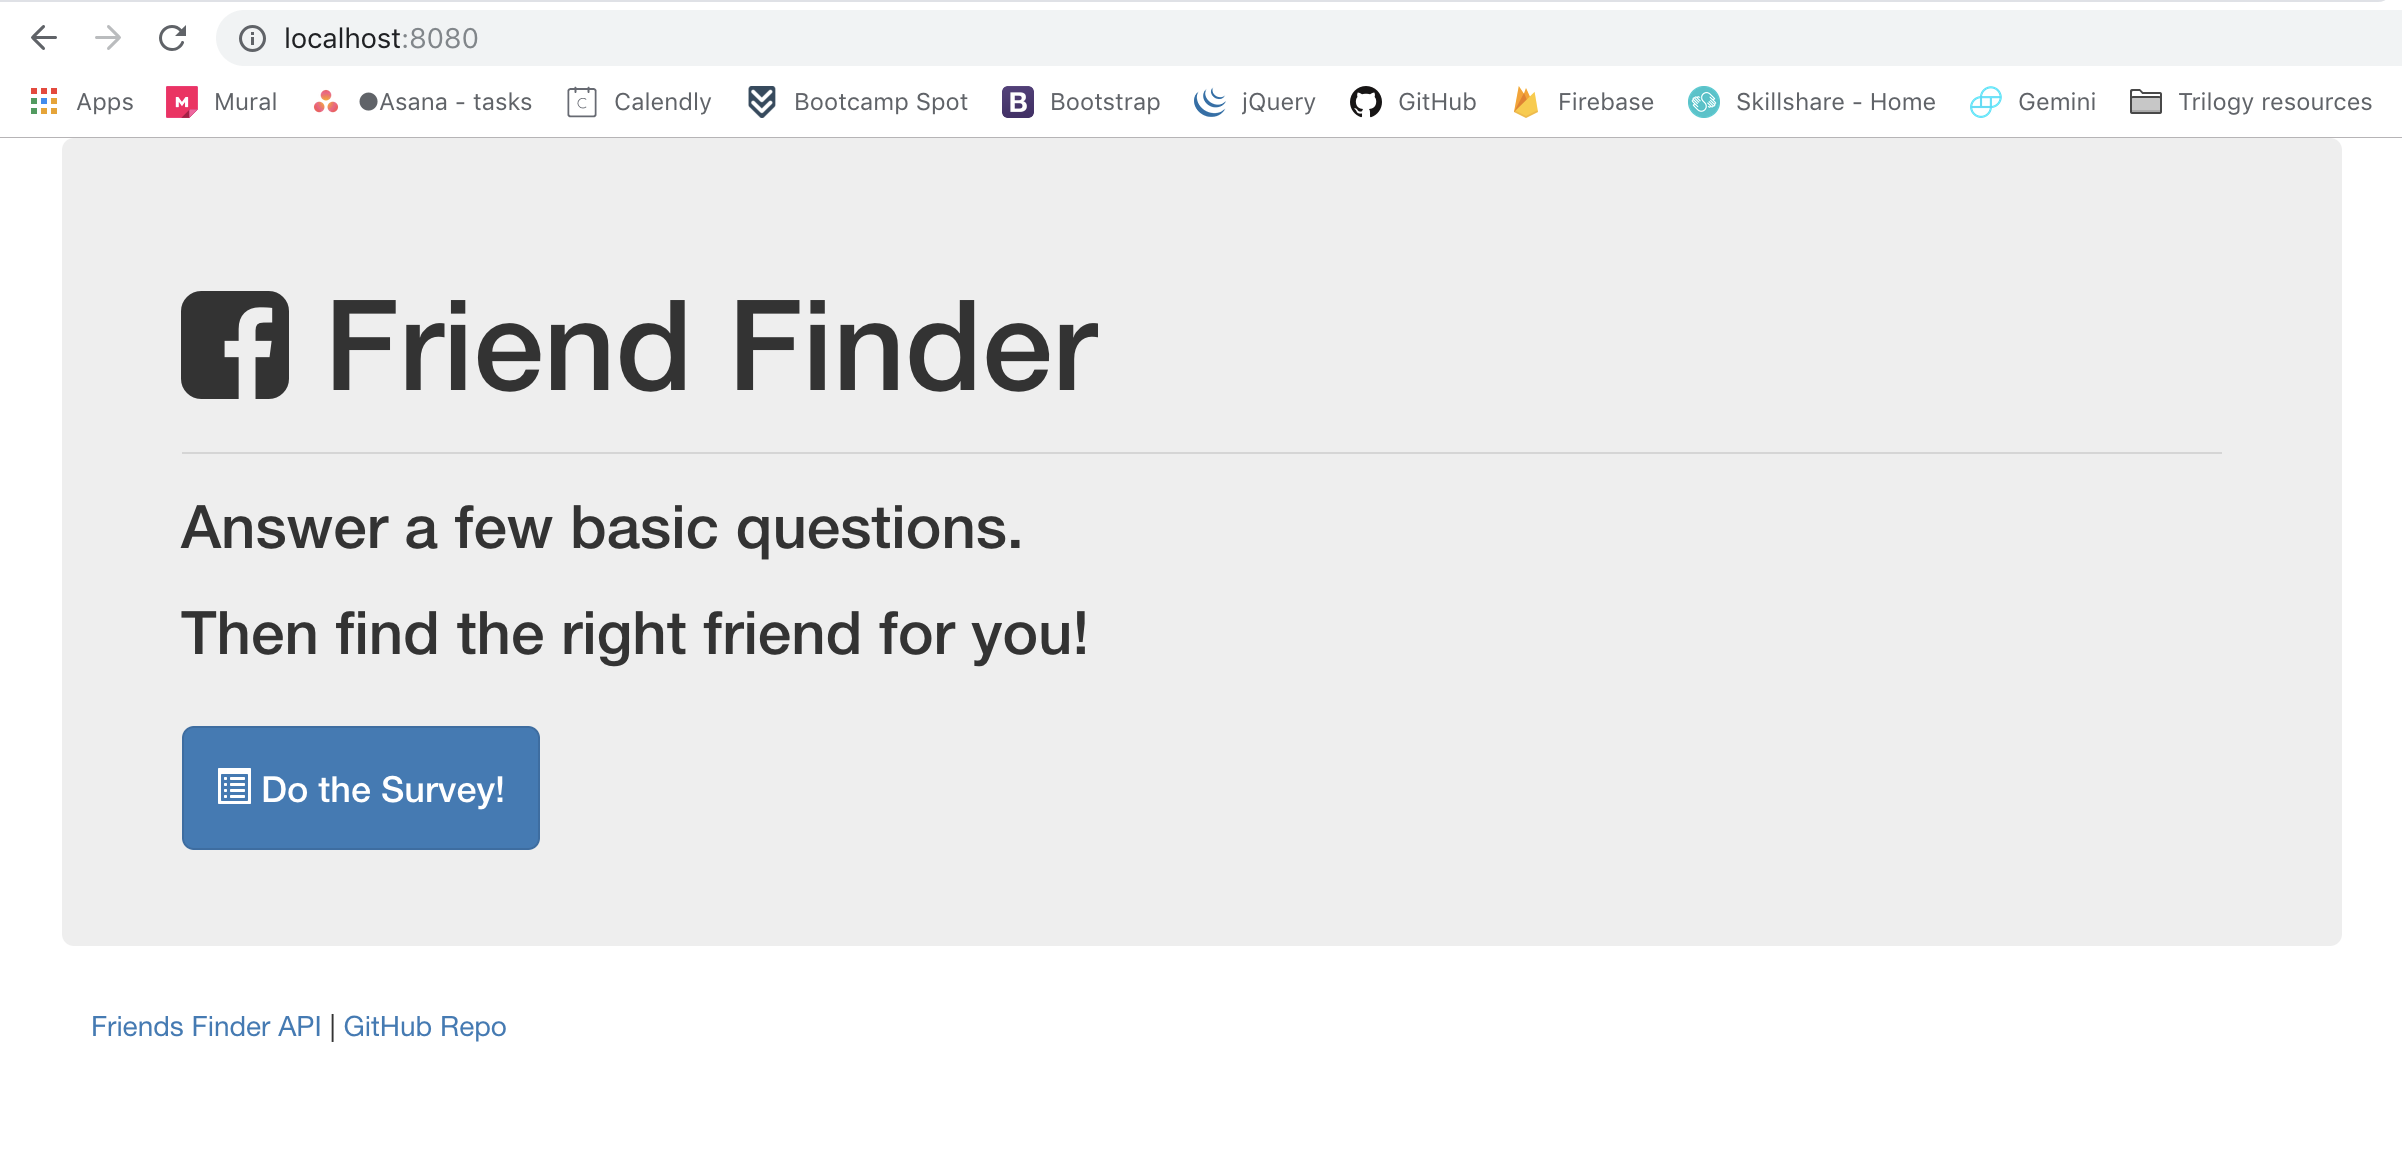 localhost:8080
Apps Mural Asana - tasks Calendly Bootcamp Spot Bootstrap jQuery GitHub Firebase Skillshare - Home Gemini Trilogy resources
Friend Finder
Answer a few basic questions.
Then find the right friend for you!
Do the Survey!
Friends Finder API | GitHub Repo